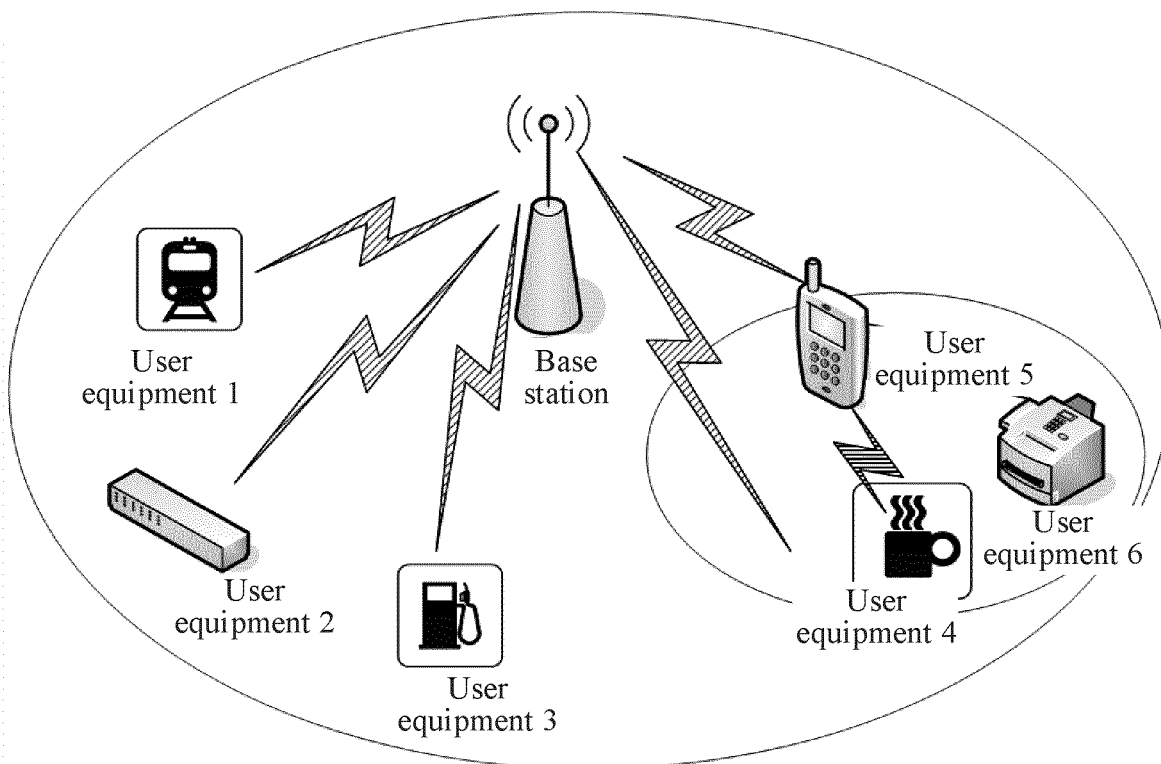 User
equipment 1
Base
station
User
equipment 5
User
equipment 6
User
equipment 2
User
equipment 4
User
equipment 3